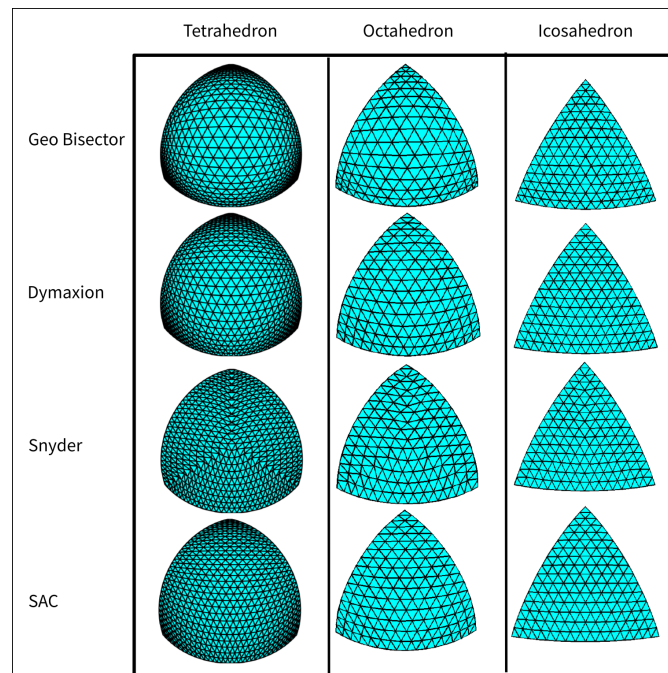 Tetrahedron Octahedron Icosahedron
Geo Bisector
Dymaxion
Snyder
SAC